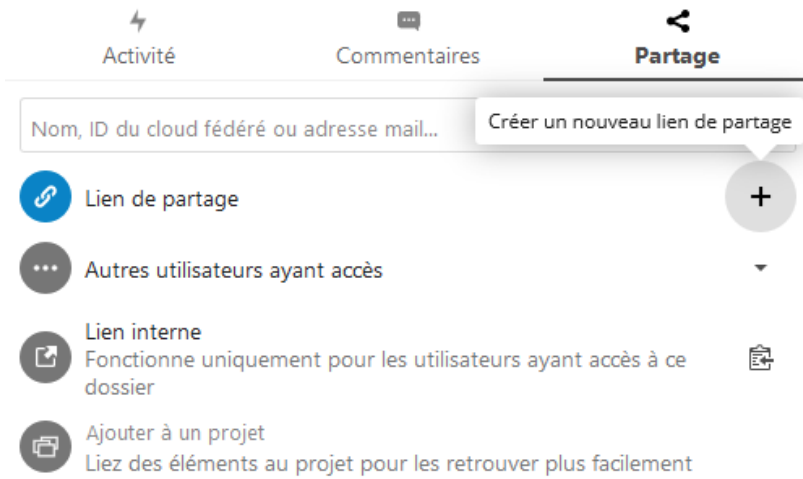 Activité
Commentaires
Partage
Nom, ID du cloud fédéré ou adresse mail...
Créer un nouveau lien de partage
Lien de partage
Autres utilisateurs ayant accès
Lien interne
Fonctionne uniquement pour les utilisateurs ayant accès à ce
dossier
Ajouter à un projet
Liez des éléments au projet pour les retrouver plus facilement